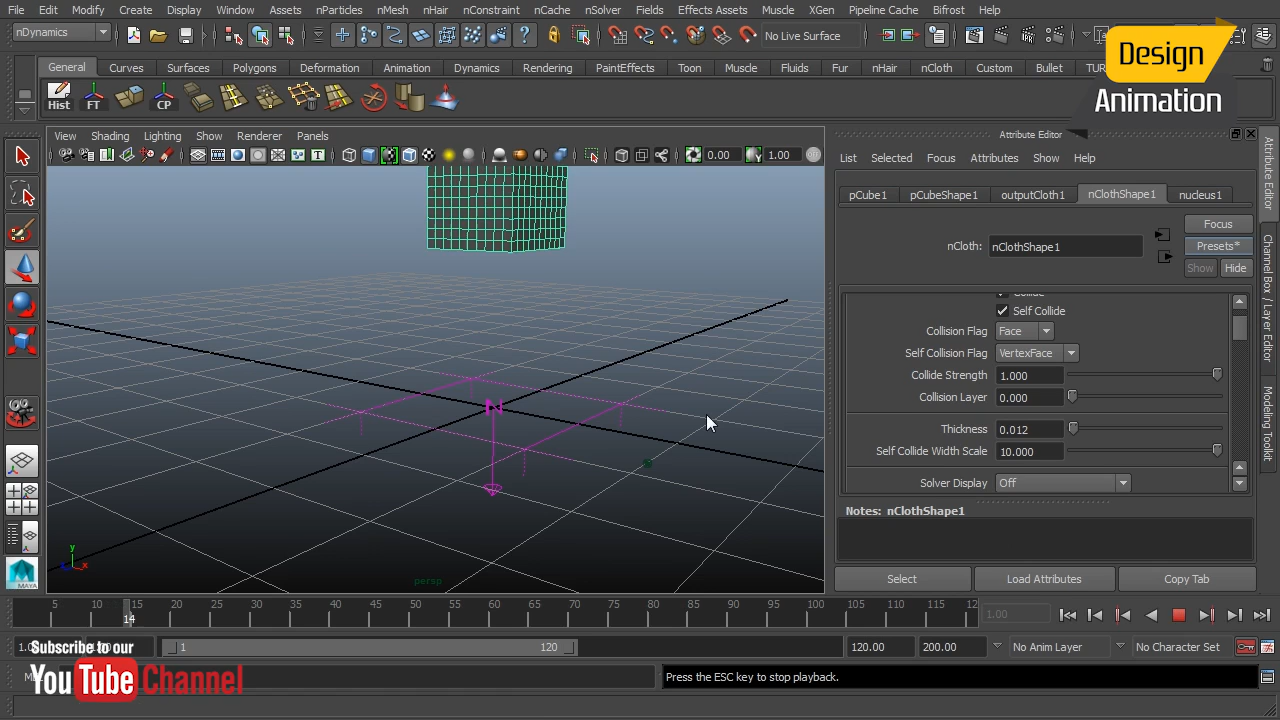 File Edit Modify Create Display Window Assets nParticles nMesh nHair nConstraint nCache nSolver Fields Effects Assets Muscle XGen Pipeline Cache Bifrost Help
nDynamics No Live Surface
General Curves Surfaces Polygons Deformation Animation Dynamics Rendering PaintEffects Toon Muscle Fluids Fur nHair nCloth Custom Bullet
Design
Animation
Hist FT CP
View Shading Lighting Show Renderer Panels
0.00 1.00
Attribute Editor
List Selected Focus Attributes Show Help
pCube1 pCubeShape1 outputCloth1 nClothShape1 nucleus1
Focus
nCloth: nClothShape1 Presets*
Show Hide
Self Collide
Collision Flag Face
Self Collision Flag VertexFace
Collide Strength 1.000
Collision Layer 0.000
Thickness 0.012
Self Collide Width Scale 10.000
Solver Display Off
Notes: nClothShape1
Select Load Attributes Copy Tab
Attribute Editor
Channel Box / Layer Editor
Modeling Toolkit
N
y
x
persp
MAYA
5 10 15 20 25 30 35 40 45 50 55 60 65 70 75 80 85 90 95 100 105 110 115 12
14
1.00
1 120 120.00 200.00 No Anim Layer No Character Set
Subscribe to our
YouTube Channel
Press the ESC key to stop playback.